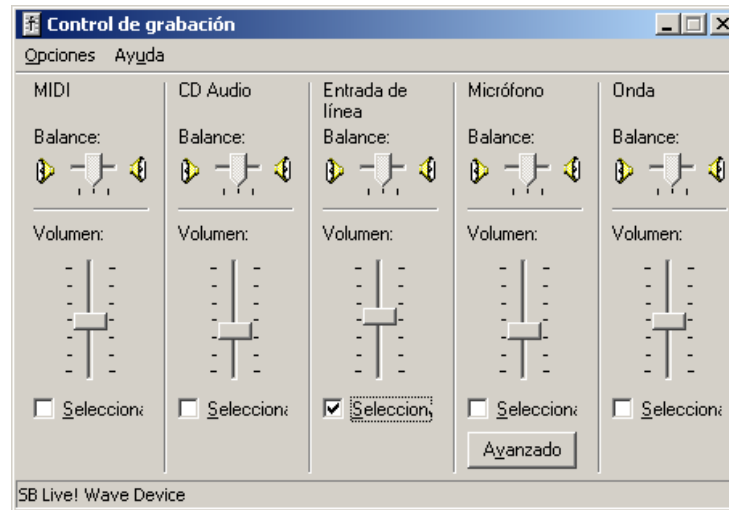 Control de grabación
Opciones Ayuda
MIDI
Balance:
Volumen:
Selecciona
CD Audio
Balance:
Volumen:
Selecciona
Entrada de
línea
Balance:
Volumen:
Seleccion
Micrófono
Balance:
Volumen:
Selecciona
Avanzado
Onda
Balance:
Volumen:
Selecciona
SB Live! Wave Device